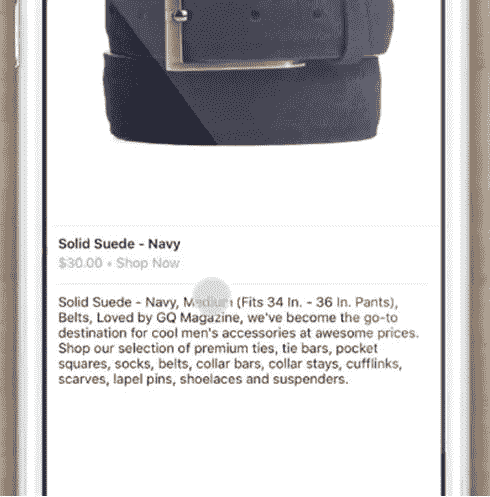 Solid Suede - Navy
$30.00 • Shop Now
Solid Suede - Navy, Medium (Fits 34 In. - 36 In. Pants),
Belts, Loved by GQ Magazine, we've become the go-to
destination for cool men's accessories at awesome prices.
Shop our selection of premium ties, tie bars, pocket
squares, socks, belts, collar bars, collar stays, cufflinks,
scarves, lapel pins, shoelaces and suspenders.